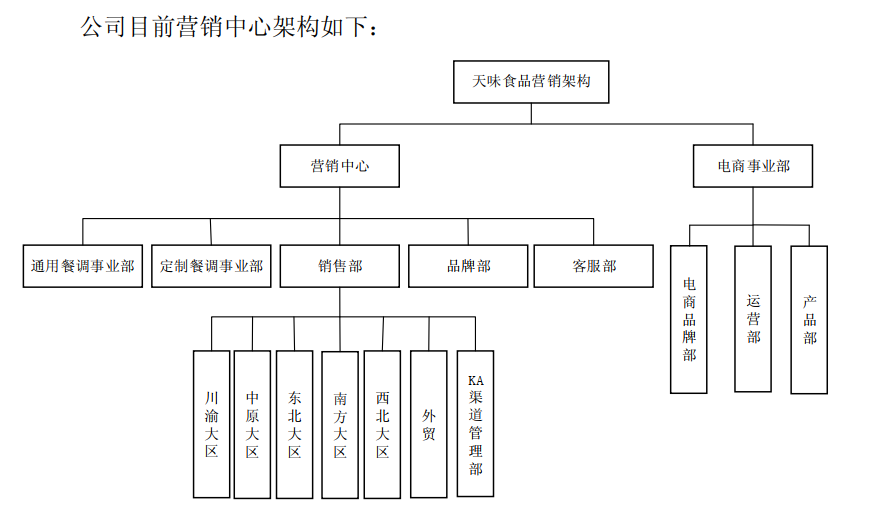 公司目前营销中心架构如下：
天味食品营销架构
营销中心
电商事业部
通用餐调事业部
定制餐调事业部
销售部
品牌部
客服部
电商品牌部
运营部
产品部
川渝大区
中原大区
东北大区
南方大区
西北大区
外贸
KA渠道管理部